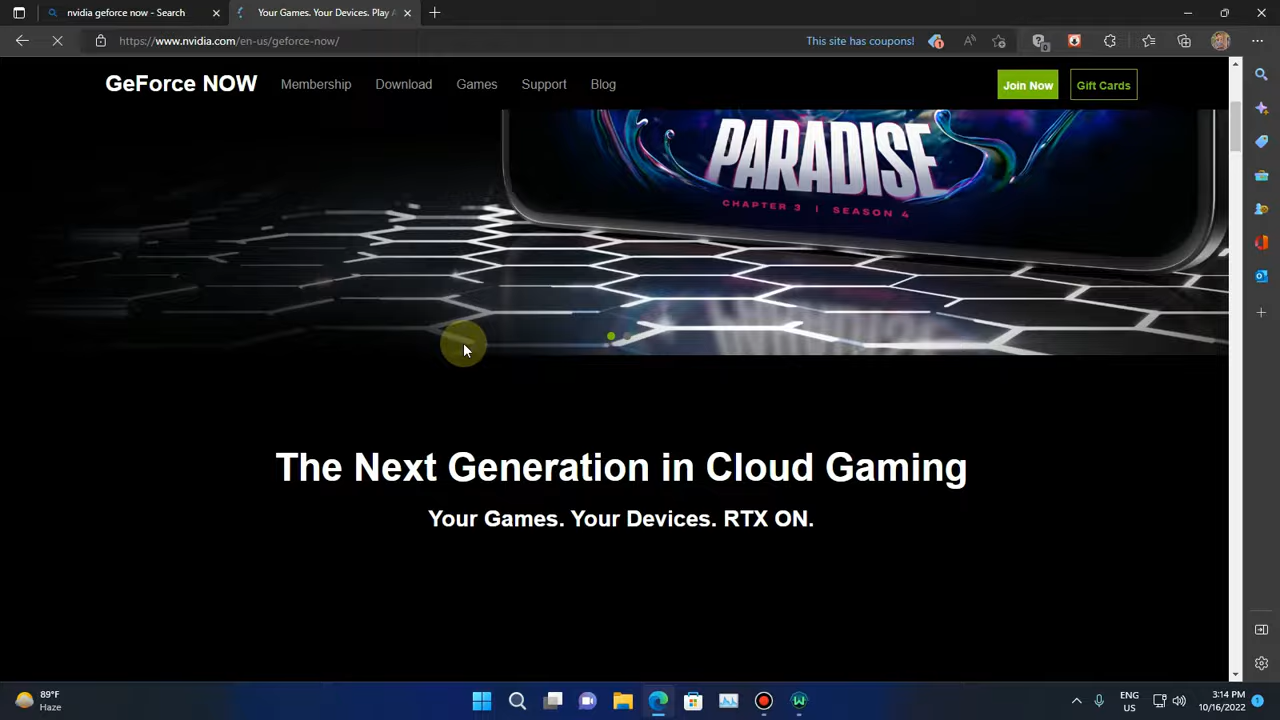 nvidia geforce now - Search
Your Games. Your Devices. Play A
https://www.nvidia.com/en-us/geforce-now/
This site has coupons!
GeForce NOW
Membership
Download
Games
Support
Blog
Join Now
Gift Cards
PARADISE
CHAPTER 3 | SEASON 4
The Next Generation in Cloud Gaming
Your Games. Your Devices. RTX ON.
89°F
Haze
ENG
US
3:14 PM
10/16/2022